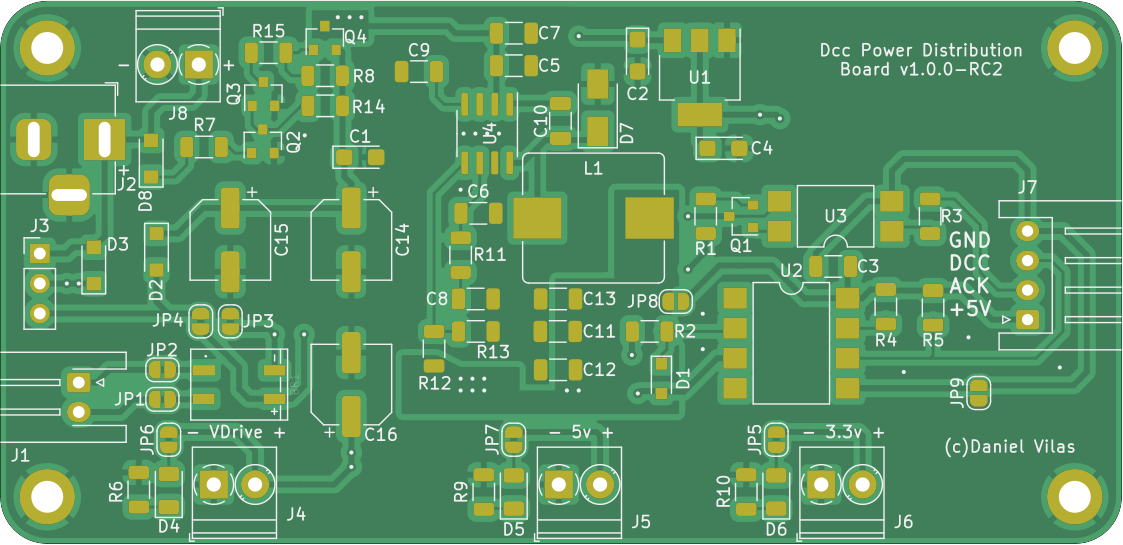 R15
Q4
C7
Dcc Power Distribution
Board v1.0.0-RC2
- +
C9
C5
R8
U1
Q3
C2
J8
R14
U4
C10
D7
R7
Q2
C1
C4
+
L1
J2
D8
+
+
C6
J7
J3
D3
C15
C14
R1
Q1
U3
R3
GND
DCC
ACK
+5V
R11
U2
C3
D2
C8
C13
JP8
JP4
JP3
R13
C11
R2
R4
R5
JP2
-
R12
C12
D1
JP1
+
JP9
JP6
- VDrive +
+
C16
JP7
- 5v +
JP5
- 3.3v +
(c)Daniel Vilas
J1
R6
R9
R10
D4
J4
D5
J5
D6
J6